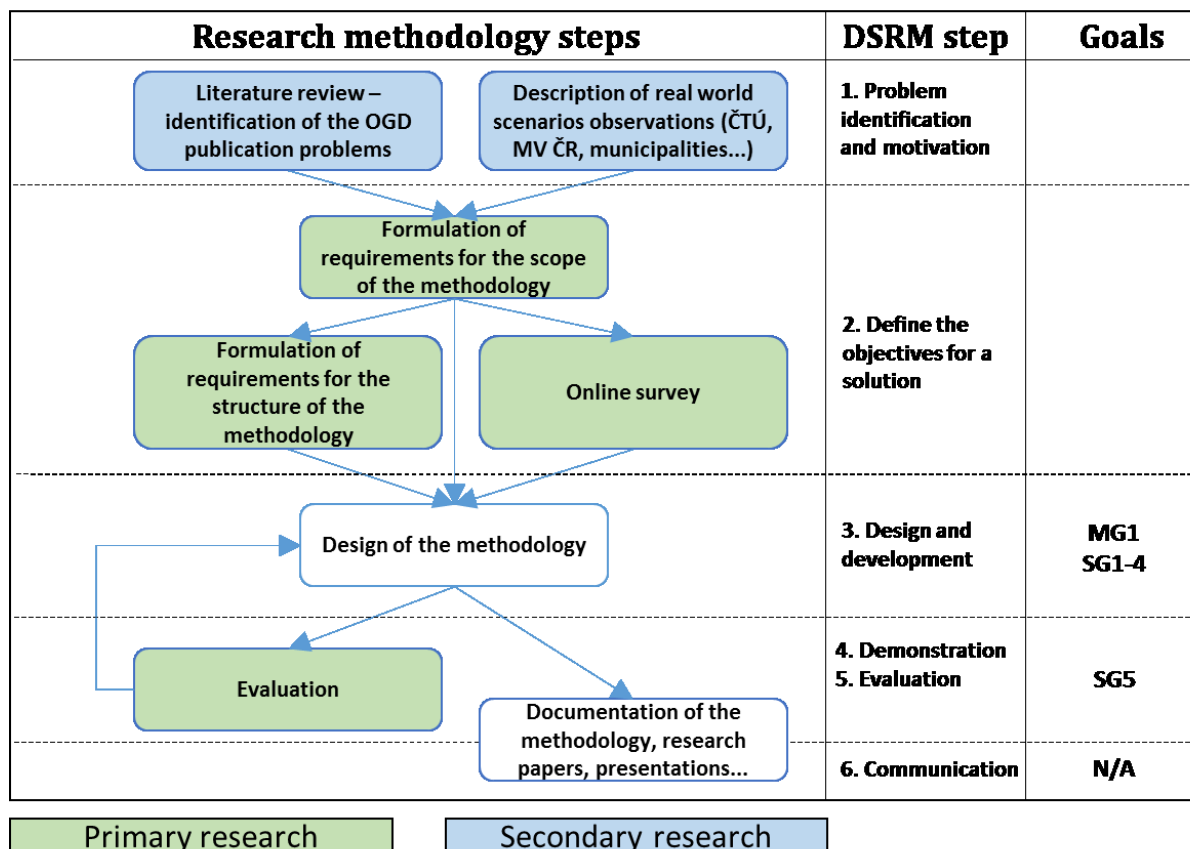 Research methodology steps
DSRM step
Goals
Literature review –
identification of the OGD
publication problems
Description of real world
scenarios observations (ČTÚ,
MV ČR, municipalities...)
1. Problem
identification
and motivation
Formulation of
requirements for the scope
of the methodology
Formulation of
requirements for the
structure of the
methodology
Online survey
2. Define the
objectives for a
solution
Design of the methodology
3. Design and
development
MG1
SG1-4
Evaluation
4. Demonstration
5. Evaluation
SG5
Documentation of the
methodology, research
papers, presentations...
6. Communication
N/A
Primary research
Secondary research